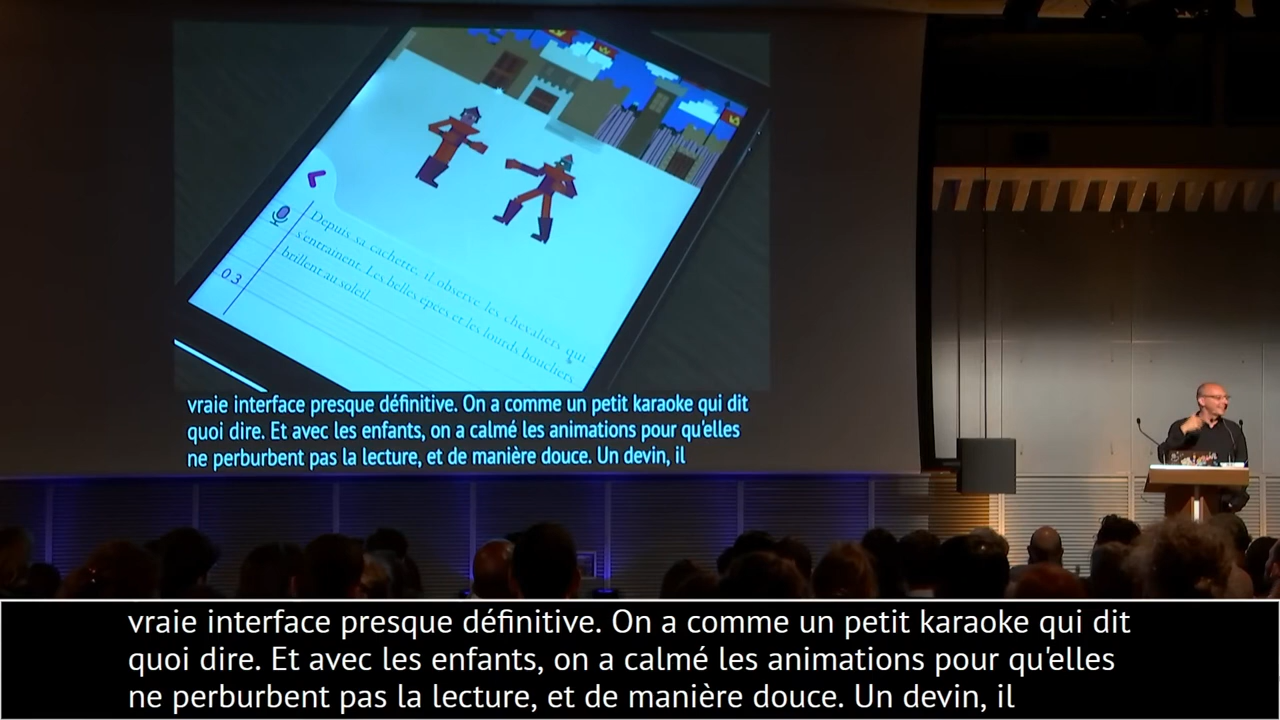 Depuis sa cachette, il observe les chevaliers qui
s'entrainent. Les belles epées et les lourds boucliers
brillent au soleil.
03
vraie interface presque définitive. On a comme un petit karaoke qui dit
quoi dire. Et avec les enfants, on a calmé les animations pour qu'elles
ne perburbent pas la lecture, et de manière douce. Un devin, il
vraie interface presque définitive. On a comme un petit karaoke qui dit
quoi dire. Et avec les enfants, on a calmé les animations pour qu'elles
ne perburbent pas la lecture, et de manière douce. Un devin, il